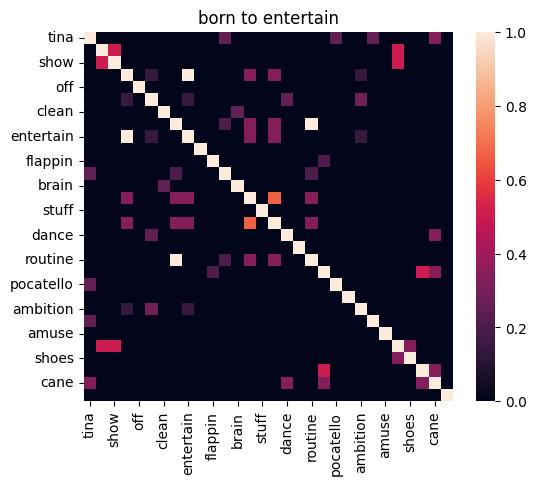 born to entertain
tina
show
off
clean
entertain
flappin
brain
stuff
dance
routine
pocatello
ambition
amuse
shoes
cane
tina
show
off
clean
entertain
flappin
brain
stuff
dance
routine
pocatello
ambition
amuse
shoes
cane
1.0
0.8
0.6
0.4
0.2
0.0